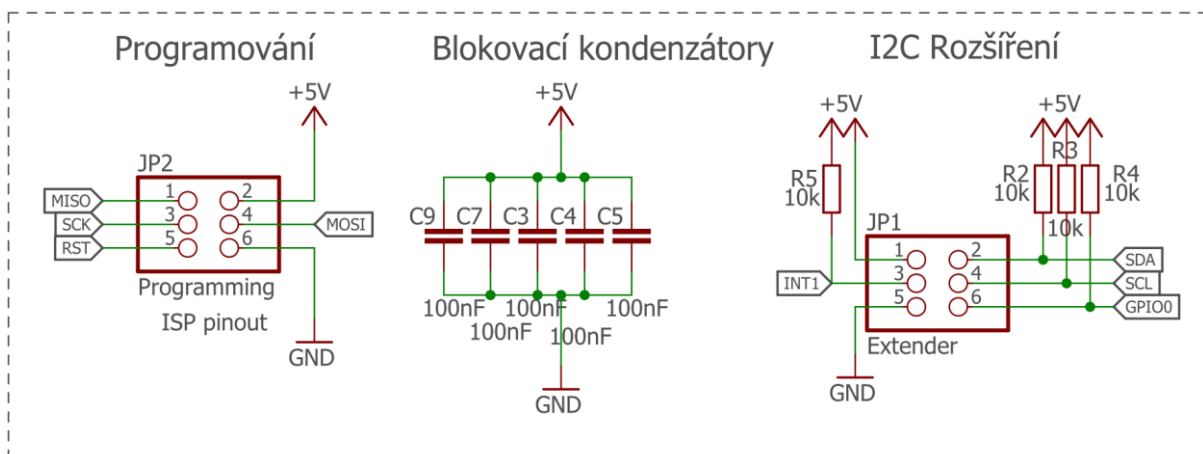 Programování
+5V
JP2
MISO
1
2
SCK
3
4
MOSI
RST
5
6
Programming
ISP pinout
GND
Blokovací kondenzátory
+5V
C9 C7 C3 C4 C5
100nF 100nF 100nF
100nF 100nF
GND
I2C Rozšíření
+5V
+5V
R3
R5
10k
R2
10k
R4
10k
10k
JP1
1
2
SDA
INT1
3
4
SCL
5
6
GPIO0
Extender
GND